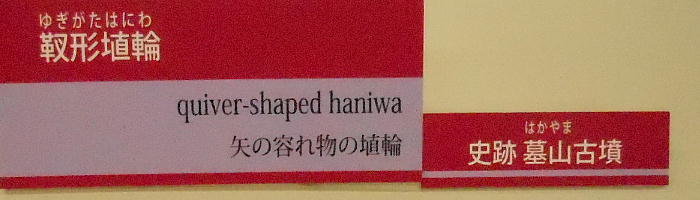 ゆぎがたはにわ
靫形埴輪
quiver-shaped haniwa
矢の容れ物の埴輪
はかやま
史跡 墓山古墳